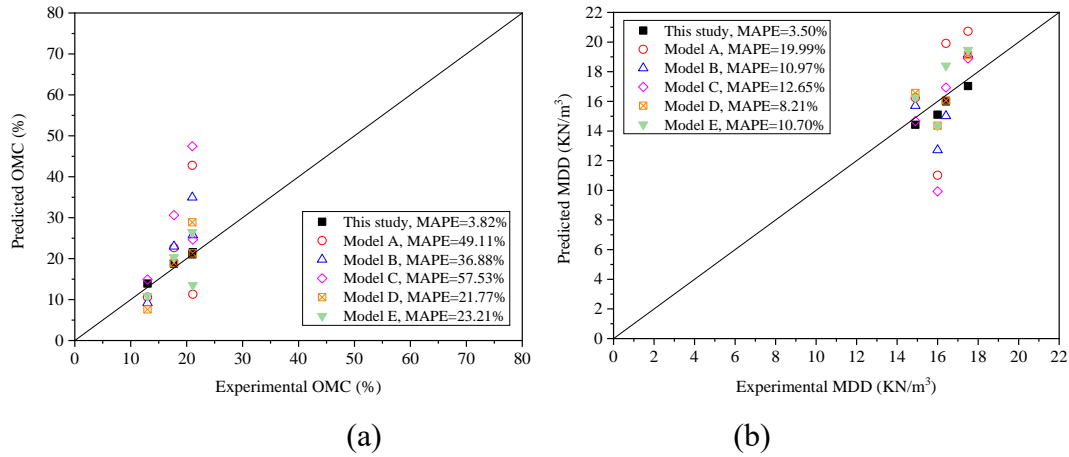 80
70
60
50
40
30
20
10
0
Predicted OMC (%)
This study, MAPE=3.82%
Model A, MAPE=49.11%
Model B, MAPE=36.88%
Model C, MAPE=57.53%
Model D, MAPE=21.77%
Model E, MAPE=23.21%
0 10 20 30 40 50 60 70 80
Experimental OMC (%)
(a)
22
20
18
16
14
12
10
8
6
4
2
0
Predicted MDD (KN/m³)
This study, MAPE=3.50%
Model A, MAPE=19.99%
Model B, MAPE=10.97%
Model C, MAPE=12.65%
Model D, MAPE=8.21%
Model E, MAPE=10.70%
0 2 4 6 8 10 12 14 16 18 20 22
Experimental MDD (KN/m³)
(b)